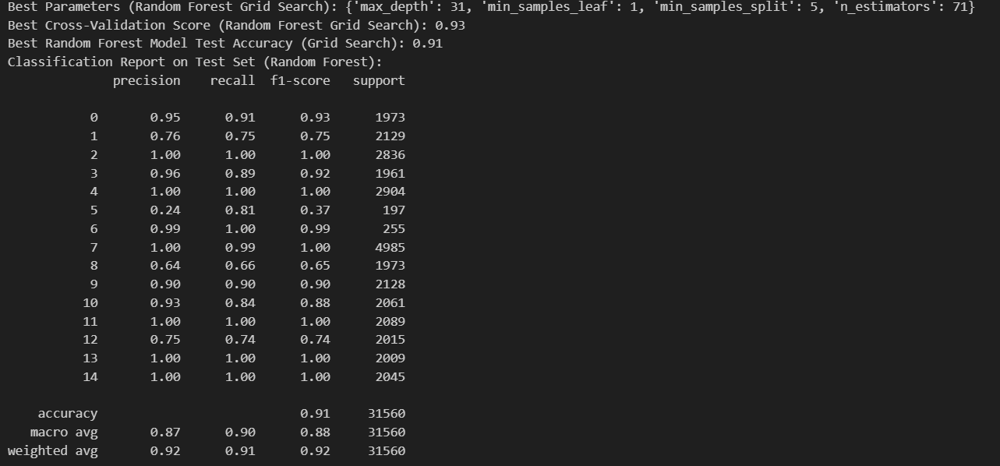 Best Parameters (Random Forest Grid Search): {'max_depth': 31, 'min_samples_leaf': 1, 'min_samples_split': 5, 'n_estimators': 71}
Best Cross-Validation Score (Random Forest Grid Search): 0.93
Best Random Forest Model Test Accuracy (Grid Search): 0.91
Classification Report on Test Set (Random Forest):
              precision    recall  f1-score   support

           0       0.95      0.91      0.93      1973
           1       0.76      0.75      0.75      2129
           2       1.00      1.00      1.00      2836
           3       0.96      0.89      0.92      1961
           4       1.00      1.00      1.00      2904
           5       0.24      0.81      0.37       197
           6       0.99      1.00      0.99       255
           7       1.00      0.99      1.00      4985
           8       0.64      0.66      0.65      1973
           9       0.90      0.90      0.90      2128
          10       0.93      0.84      0.88      2061
          11       1.00      1.00      1.00      2089
          12       0.75      0.74      0.74      2015
          13       1.00      1.00      1.00      2009
          14       1.00      1.00      1.00      2045

    accuracy                           0.91     31560
   macro avg       0.87      0.90      0.88     31560
weighted avg       0.92      0.91      0.92     31560